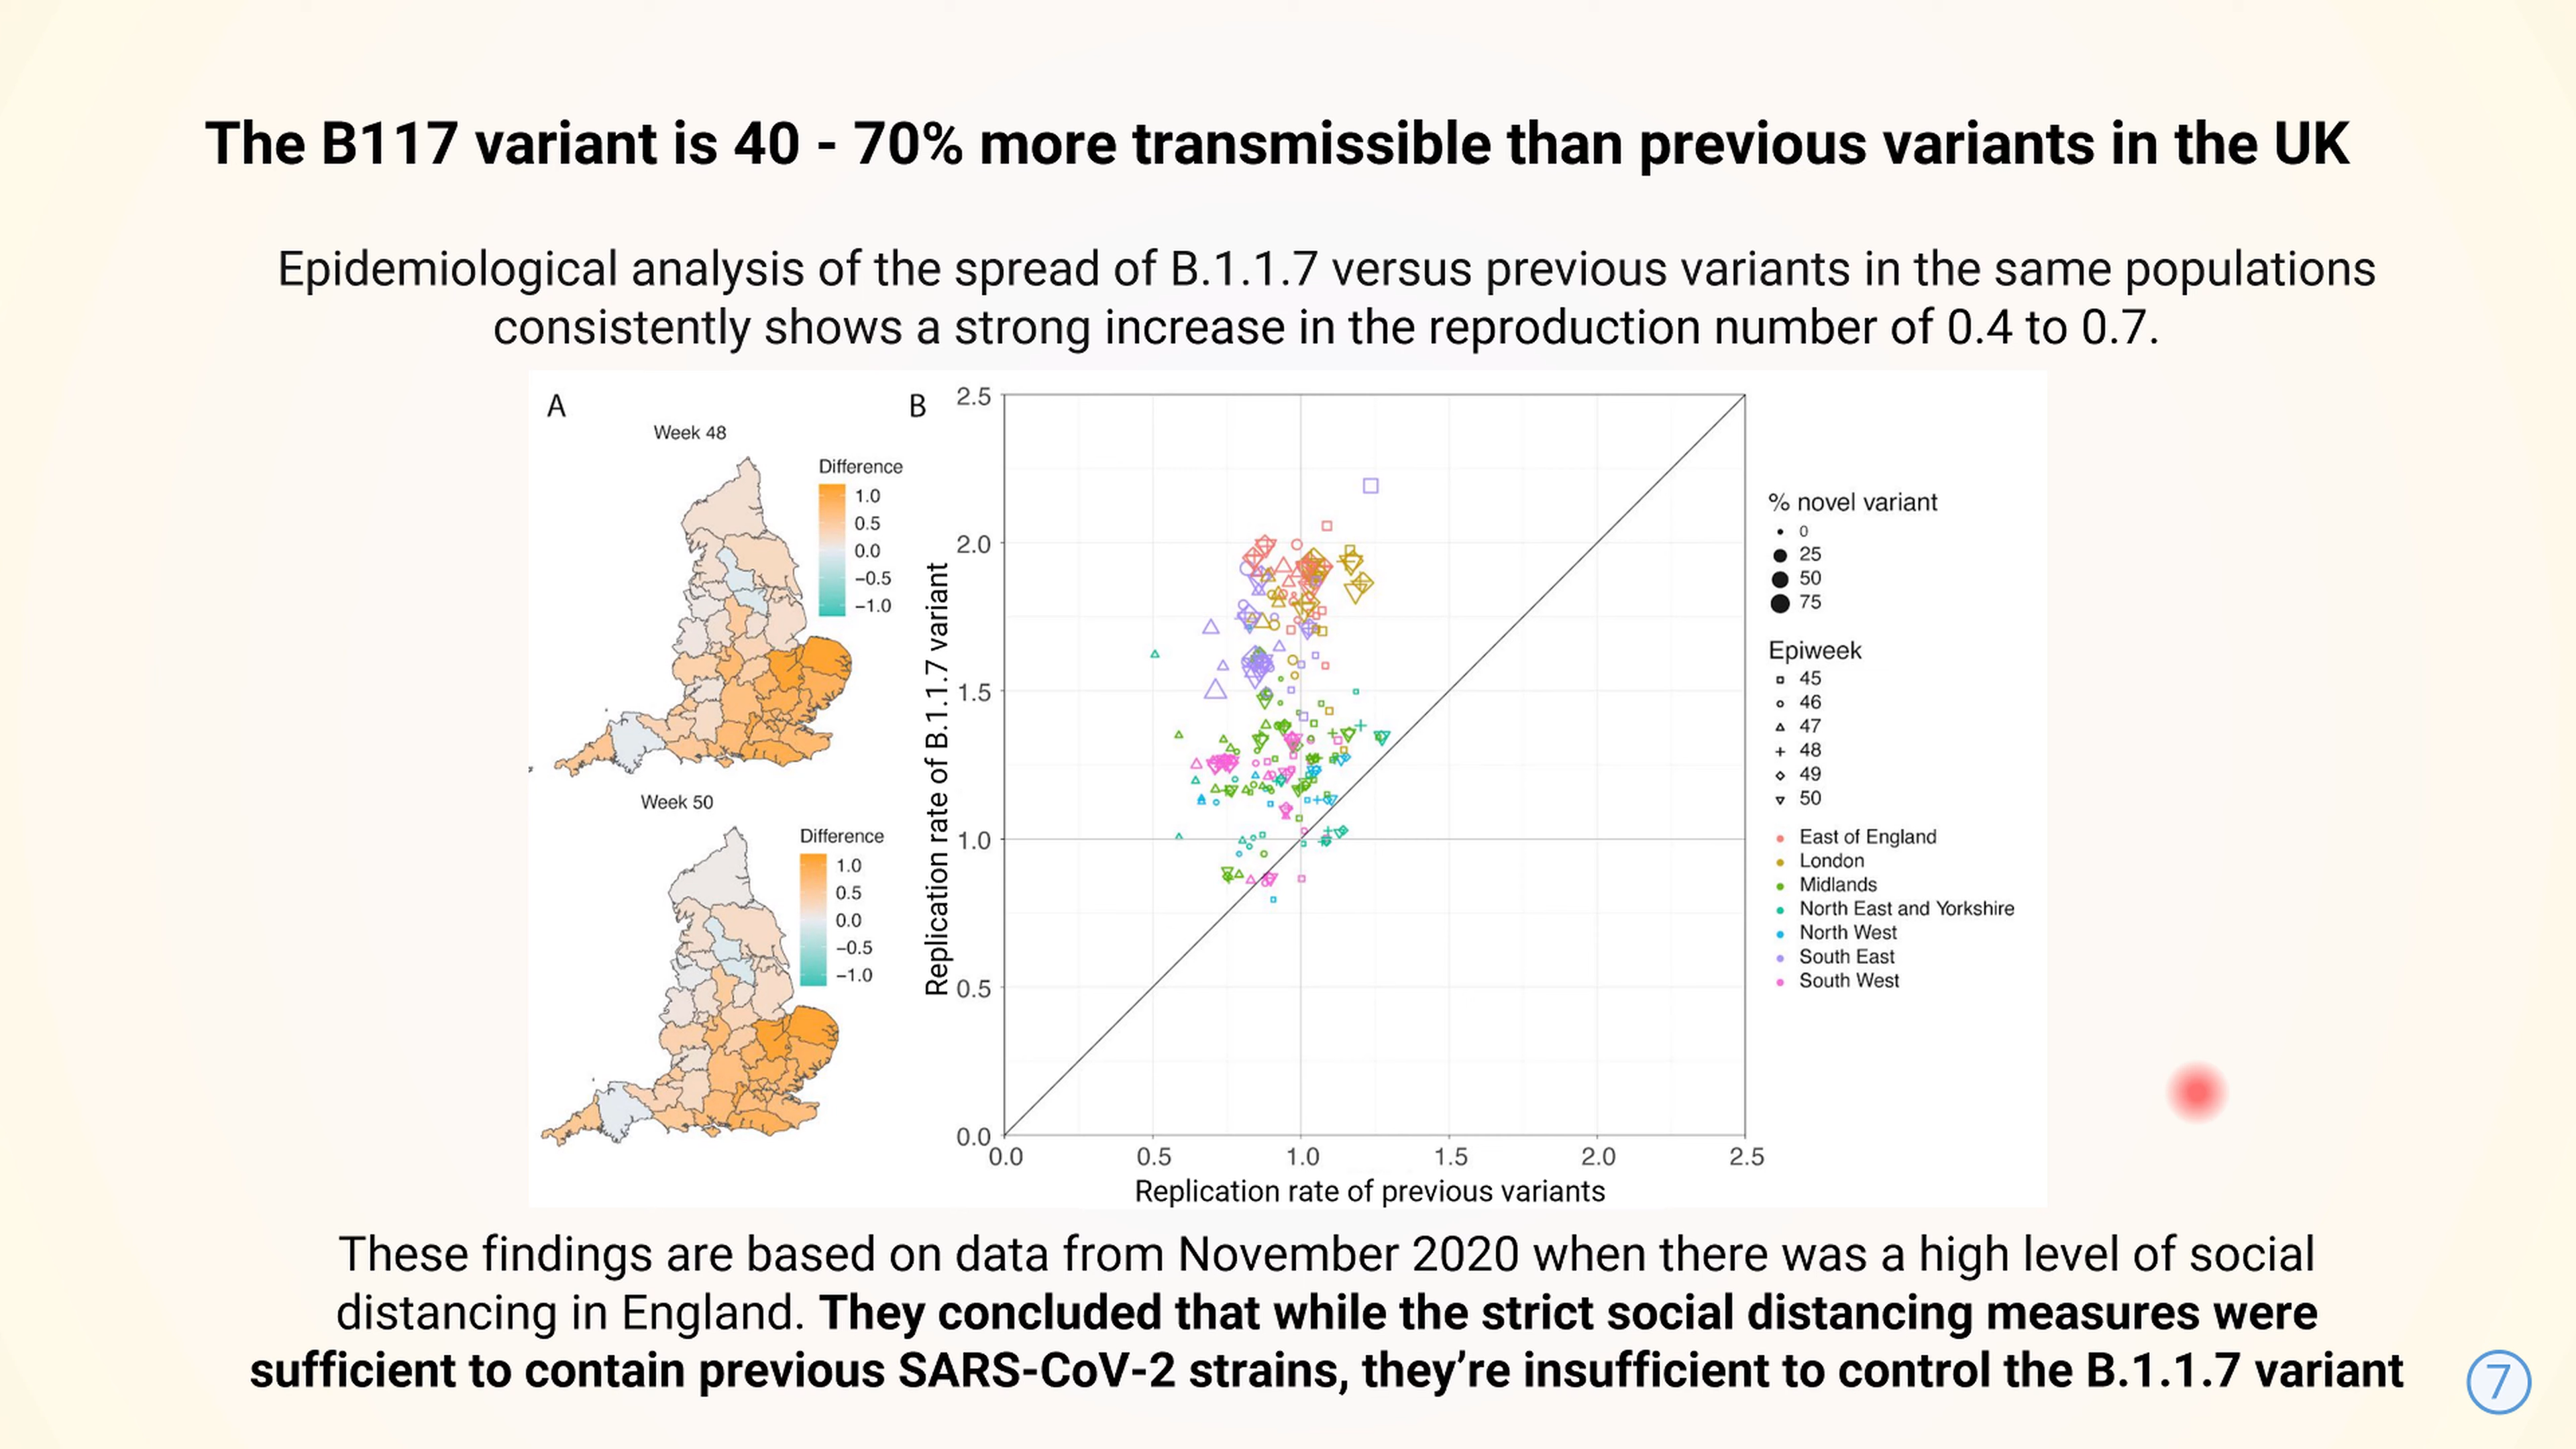 The B117 variant is 40 - 70% more transmissible than previous variants in the UK
Epidemiological analysis of the spread of B.1.1.7 versus previous variants in the same populations
consistently shows a strong increase in the reproduction number of 0.4 to 0.7.
A
Week 48
Difference
1.0
0.5
0.0
−0.5
−1.0
Week 50
Difference
1.0
0.5
0.0
−0.5
−1.0
B
Replication rate of B.1.1.7 variant
2.5
2.0
1.5
1.0
0.5
0.0
0.0 0.5 1.0 1.5 2.0 2.5
Replication rate of previous variants
% novel variant
0
25
50
75
Epiweek
45
46
47
48
49
50
East of England
London
Midlands
North East and Yorkshire
North West
South East
South West
These findings are based on data from November 2020 when there was a high level of social
distancing in England. They concluded that while the strict social distancing measures were
sufficient to contain previous SARS-CoV-2 strains, they’re insufficient to control the B.1.1.7 variant
7